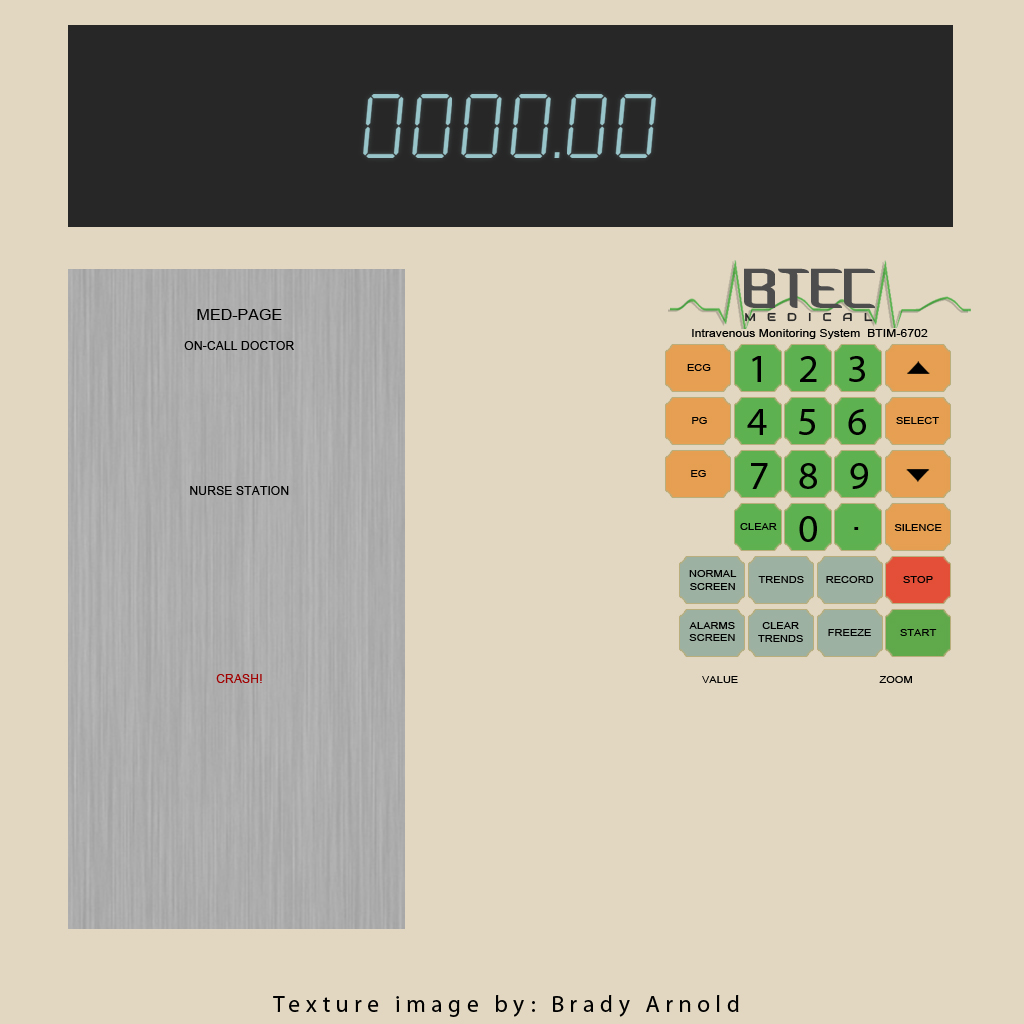 0000.00
MED-PAGE
ON-CALL DOCTOR
NURSE STATION
CRASH!
BTEC
MEDICAL
Intravenous Monitoring System BTIM-6702
ECG 1 2 3 ▲
PG 4 5 6 SELECT
EG 7 8 9 ▼
CLEAR 0 . SILENCE
NORMAL SCREEN TRENDS RECORD STOP
ALARMS SCREEN CLEAR TRENDS FREEZE START
VALUE ZOOM
Texture image by: Brady Arnold